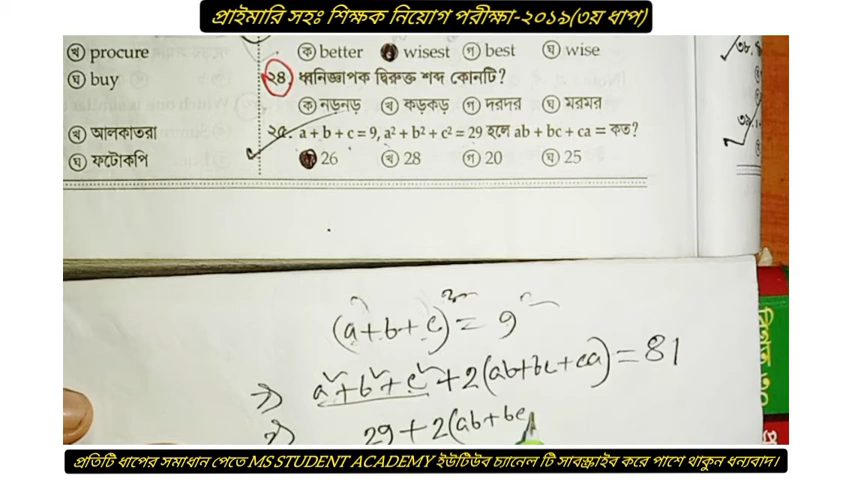 প্রাইমারি সহঃ শিক্ষক নিয়োগ পরীক্ষা-২০১৯(৩য় ধাপ)
খ procure
ঘ buy
খ আলকাতরা
ঘ ফটোকপি
ক better wisest গ best ঘ wise
২৪. ধ্বনিজ্ঞাপক দ্বিরুক্ত শব্দ কোনটি?
ক নড়নড় খ কড়কড় গ দরদর ঘ মরমর
২৫. a + b + c = 9, a² + b² + c² = 29 হলে ab + bc + ca = কত?
26 খ 28 গ 20 ঘ 25
৩৮.
৩৯.
(a+b+c)² = 9²
⇒ a²+b²+c²+2(ab+bc+ca) = 81
⇒ 29+2(ab+bc
প্রতিটি ধাপের সমাধান পেতে MS STUDENT ACADEMY ইউটিউব চ্যানেল টি সাবস্ক্রাইব করে পাশে থাকুন ধন্যবাদ।